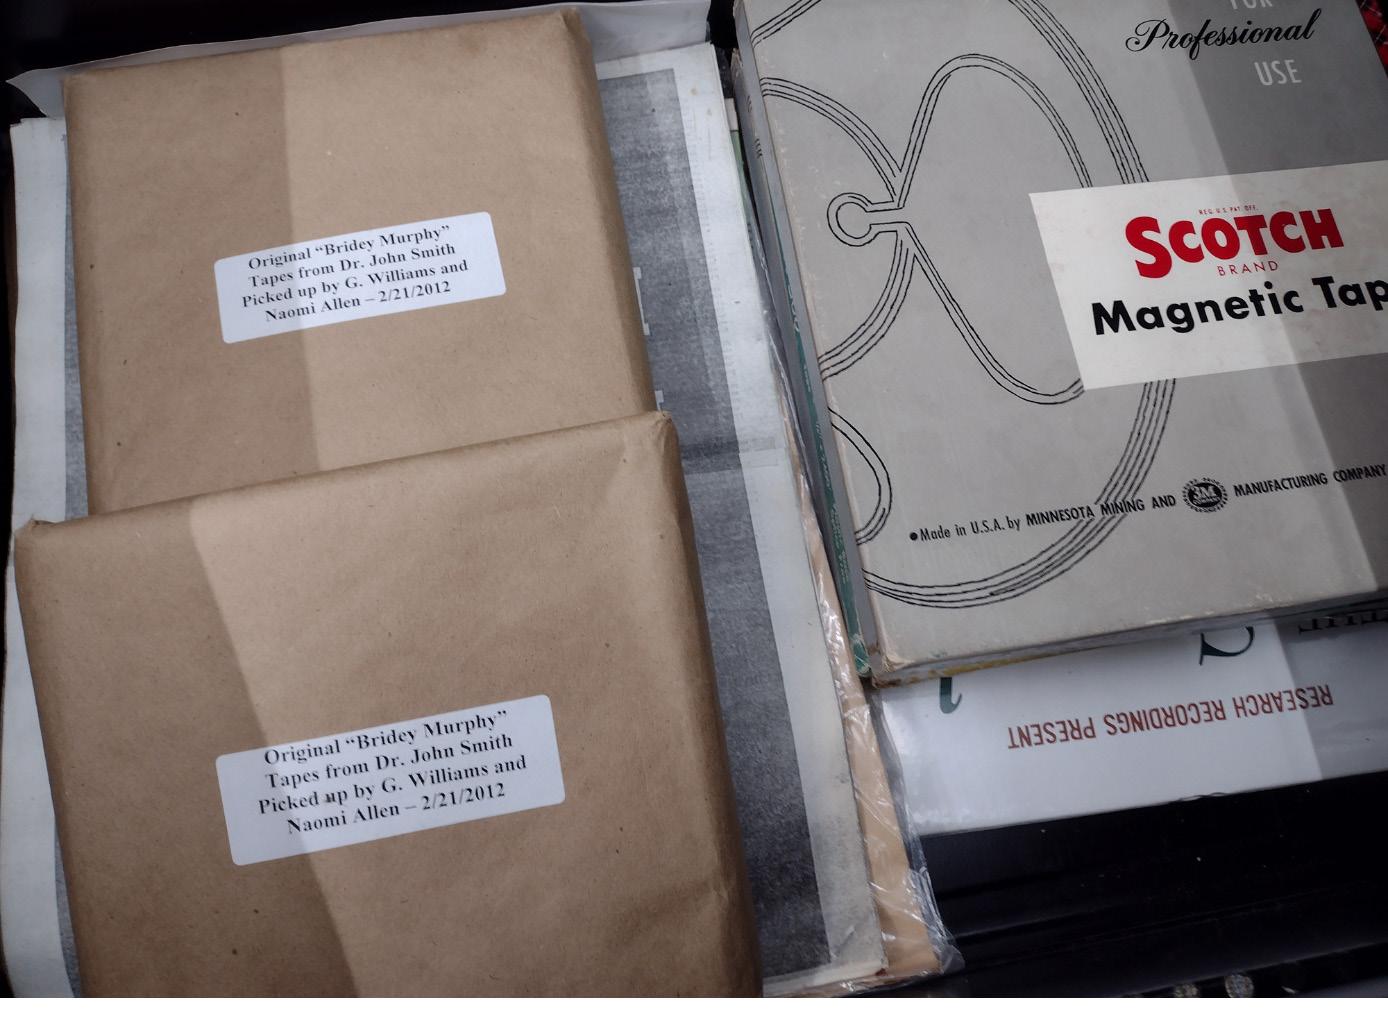 Original “Bridey Murphy”
Tapes from Dr. John Smith
Picked up by G. Williams and
Naomi Allen – 2/21/2012
Original “Bridey Murphy”
Tapes from Dr. John Smith
Picked up by G. Williams and
Naomi Allen – 2/21/2012
FOR
Professional
USE
REG. U.S. PAT. OFF.
SCOTCH
BRAND
Magnetic Tap
Made in U.S.A. by MINNESOTA MINING AND 3M MANUFACTURING COMPANY
RESEARCH RECORDINGS PRESENT